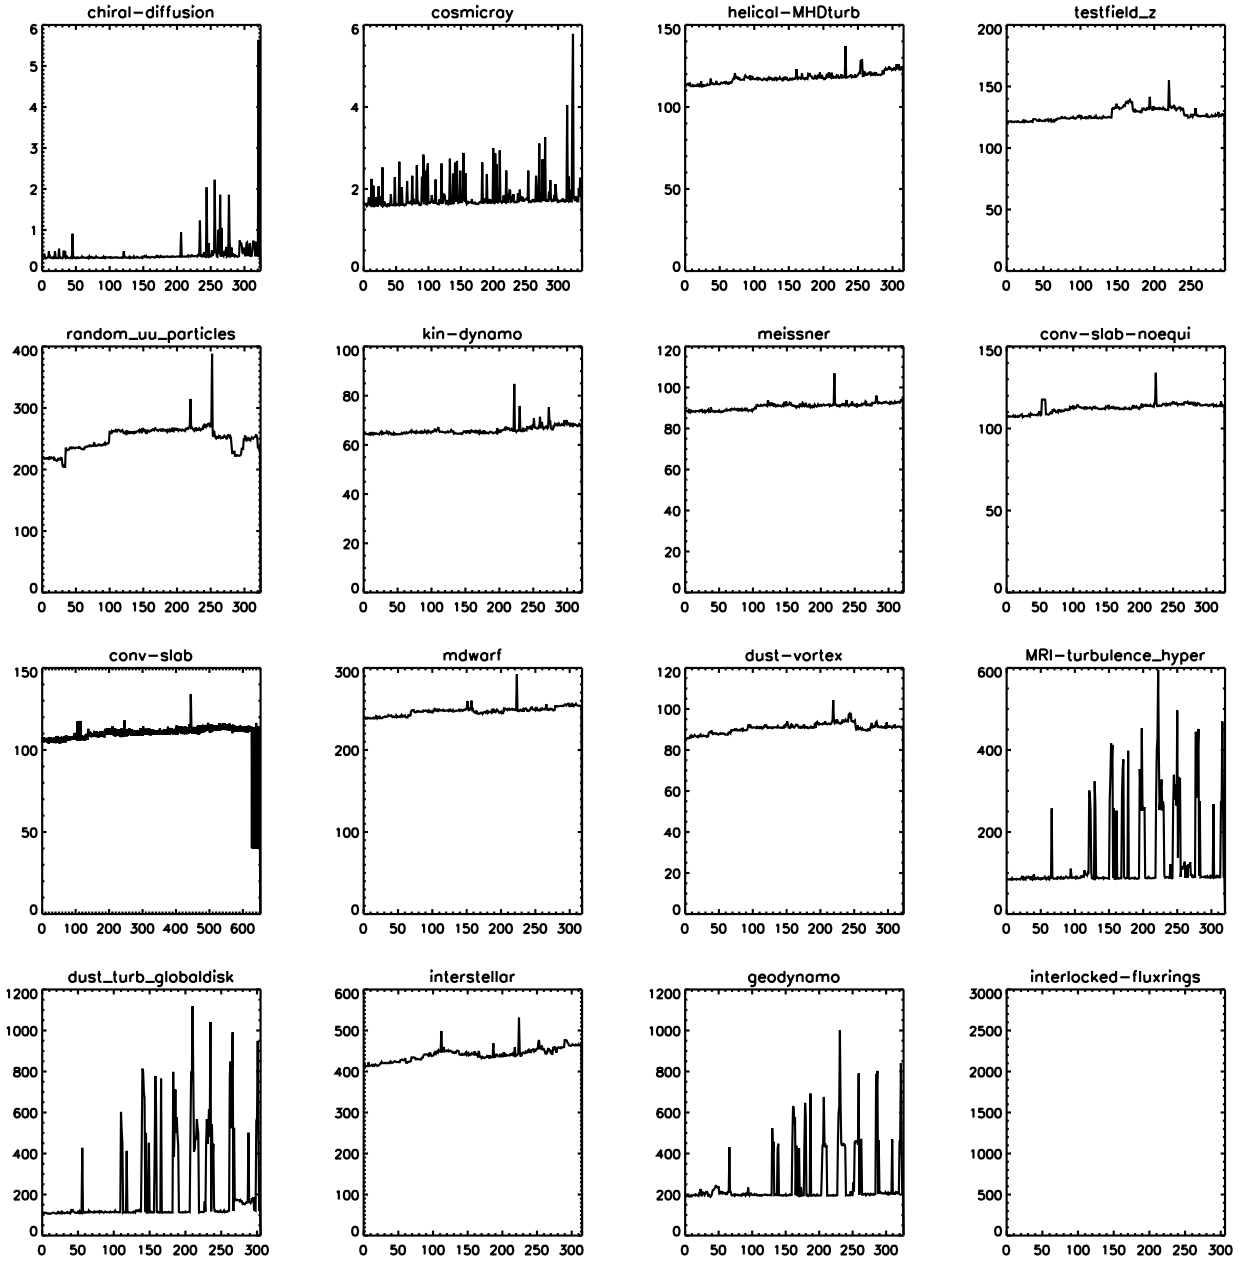 chiral-diffusion
6
5
4
3
2
1
0
0 50 100 150 200 250 300
cosmicray
6
4
2
0
0 50 100 150 200 250 300
helical-MHDturb
150
100
50
0
0 50 100 150 200 250 300
testfield_z
200
150
100
50
0
0 50 100 150 200 250
random_uu_particles
400
300
200
100
0
0 50 100 150 200 250 300
kin-dynamo
100
80
60
40
20
0
0 50 100 150 200 250 300
meissner
120
100
80
60
40
20
0
0 50 100 150 200 250 300
conv-slab-noequi
150
100
50
0
0 50 100 150 200 250 300
conv-slab
150
100
50
0
0 100 200 300 400 500 600
mdwarf
300
200
100
0
0 50 100 150 200 250 300
dust-vortex
120
100
80
60
40
20
0
0 50 100 150 200 250 300
MRI-turbulence_hyper
600
400
200
0
0 50 100 150 200 250 300
dust_turb_globaldisk
1200
1000
800
600
400
200
0
0 50 100 150 200 250 300
interstellar
600
500
400
300
200
100
0
0 50 100 150 200 250 300
geodynamo
1200
1000
800
600
400
200
0
0 50 100 150 200 250 300
interlocked-fluxrings
3000
2500
2000
1500
1000
500
0
0 50 100 150 200 250 300